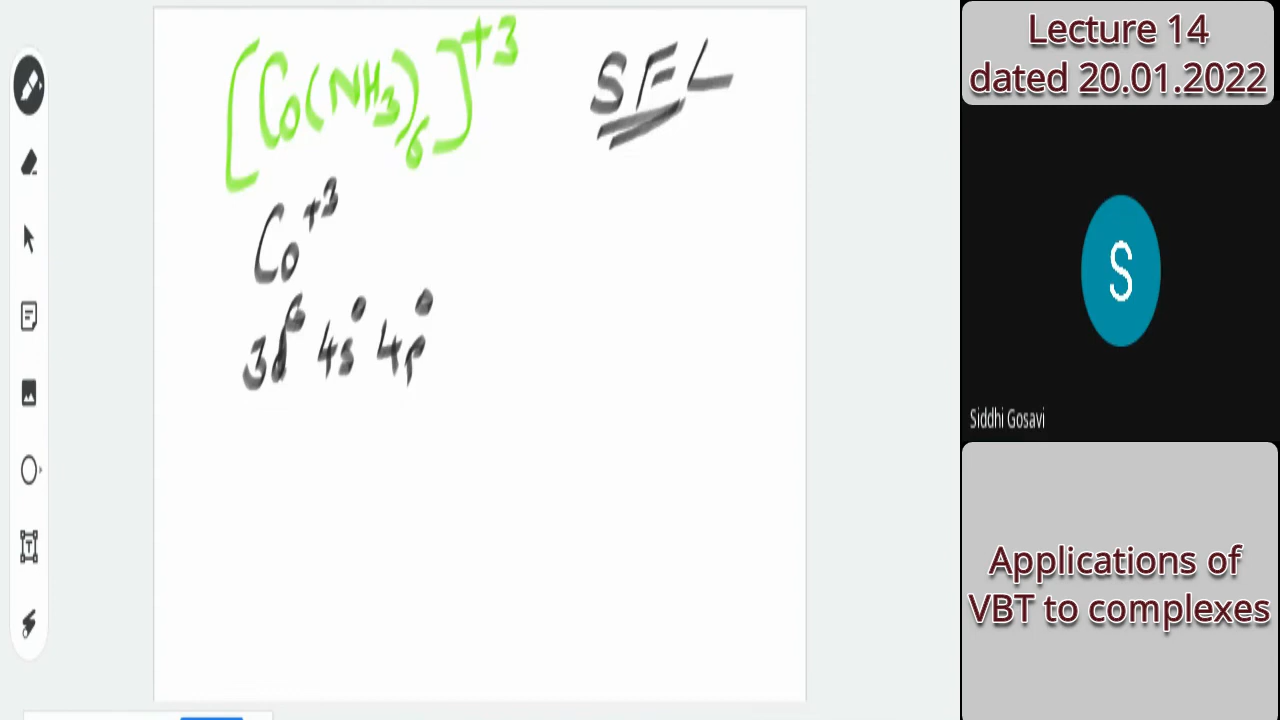 [Co(NH3)6]+3
SFL
Co+3
3d6 4s0 4p0
Lecture 14
dated 20.01.2022
S
Siddhi Gosavi
Applications of
VBT to complexes